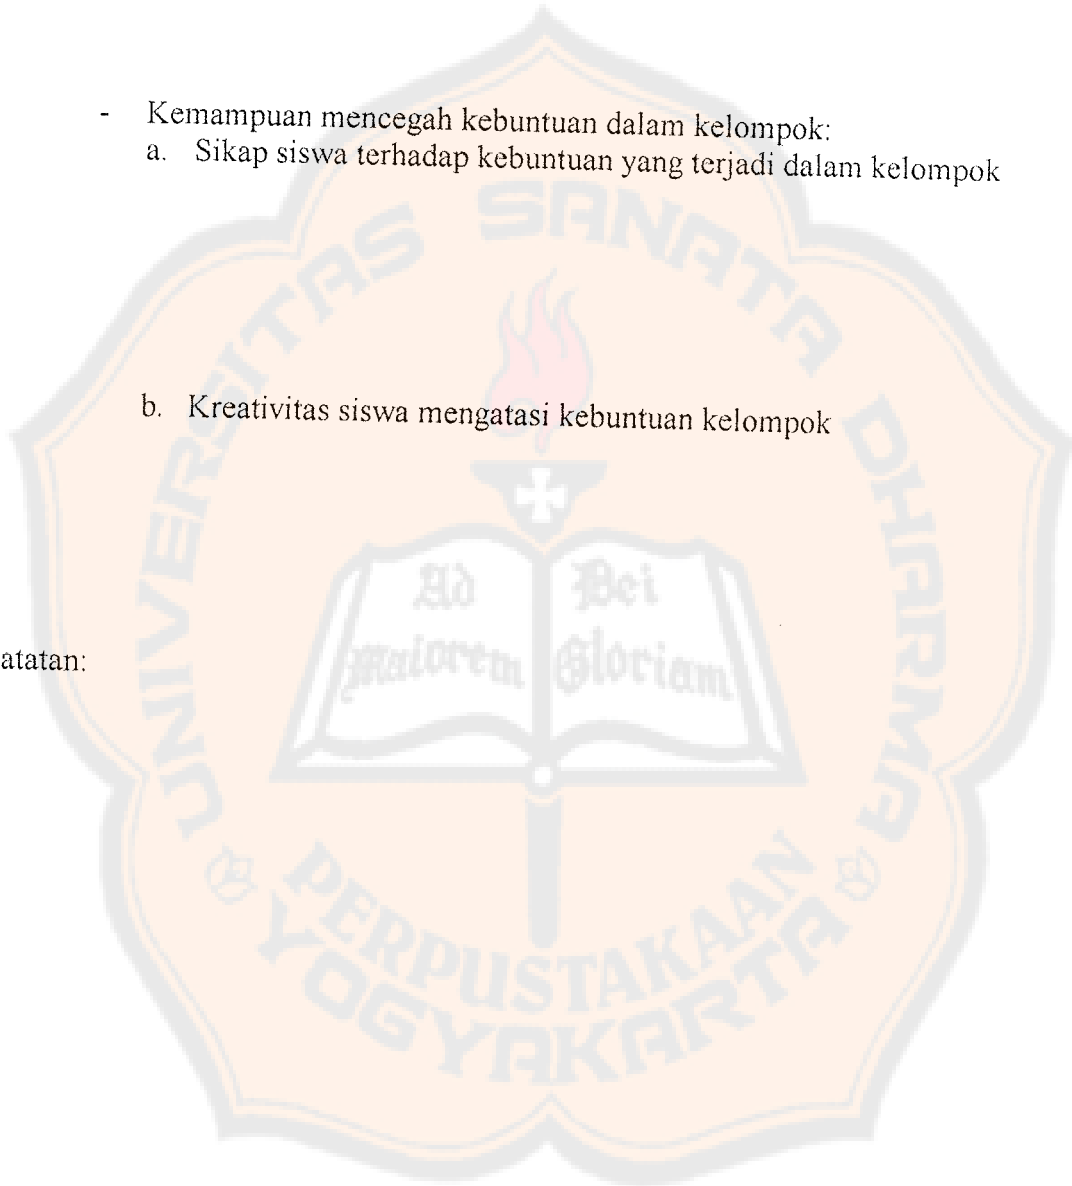 - Kemampuan mencegah kebuntuan dalam kelompok:
a. Sikap siswa terhadap kebuntuan yang terjadi dalam kelompok
b. Kreativitas siswa mengatasi kebuntuan kelompok
atatan:
UNIVERSITAS SANATA DHARMA
Ad Dei
Maiorem Gloriam
PERPUSTAKAAN
YOGYAKARTA